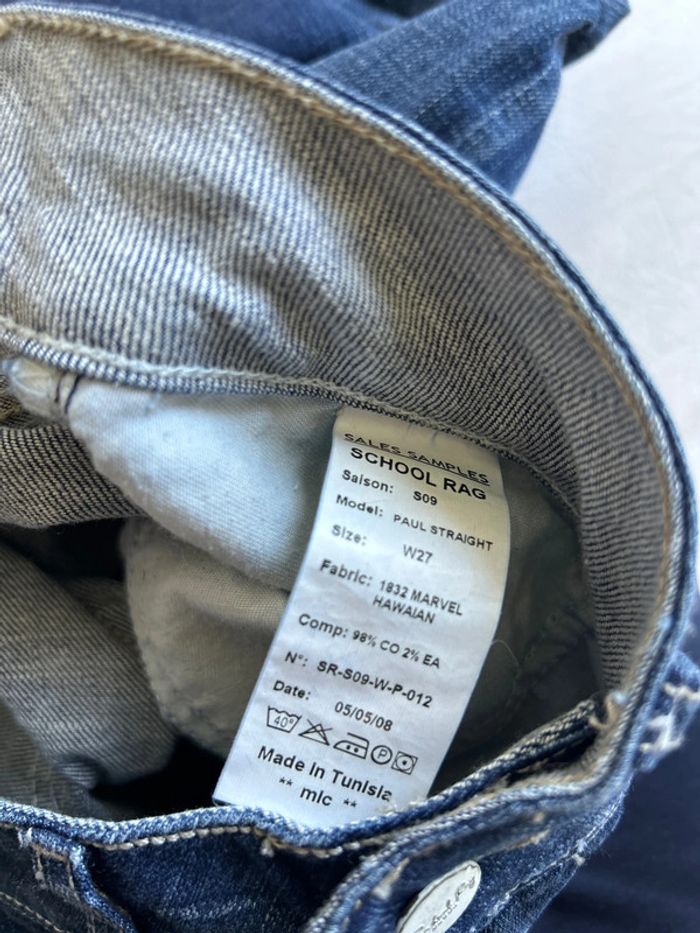 SALES SAMPLES
SCHOOL RAG
Saison: S09
Model: PAUL STRAIGHT
Size: W27
Fabric: 1832 MARVEL
HAWAIAN
Comp: 98% CO 2% EA
N°: SR-S09-W-P-012
Date: 05/05/08
40°
P
Made in Tunisia
** mlc **